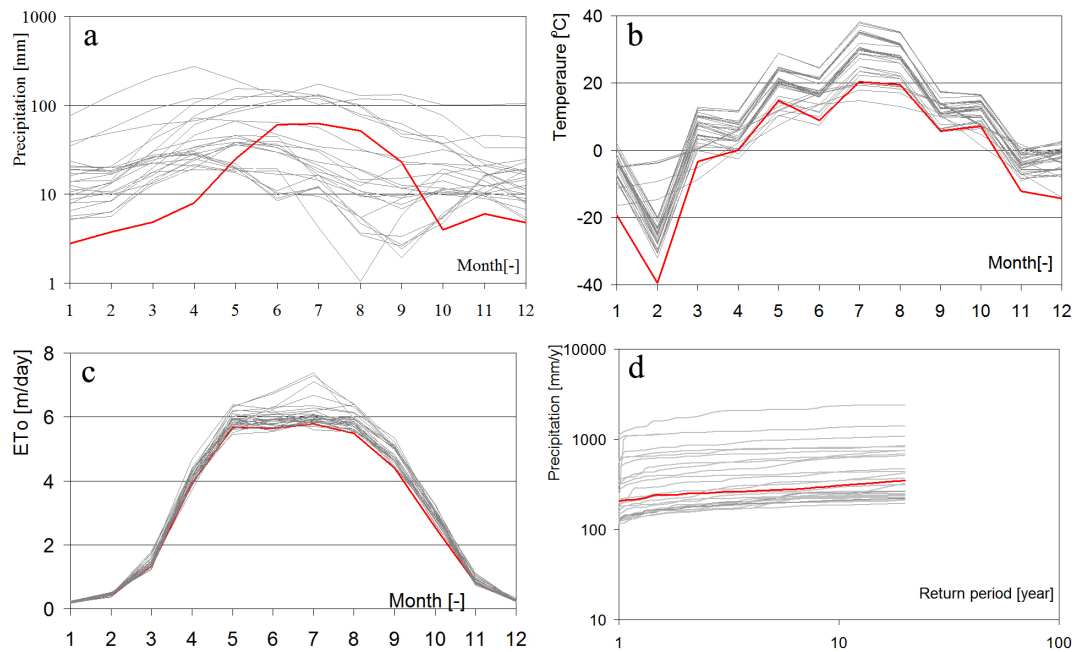 a
Precipitation [mm]
1000
100
10
1
Month[-]
1 2 3 4 5 6 7 8 9 10 11 12
b
Temperaure [ºC]
40
20
0
-20
-40
Month[-]
1 2 3 4 5 6 7 8 9 10 11 12
c
ETo [m/day]
8
6
4
2
0
Month [-]
1 2 3 4 5 6 7 8 9 10 11 12
d
Precipitation [mm/y]
10000
1000
100
10
Return period [year]
1 10 100